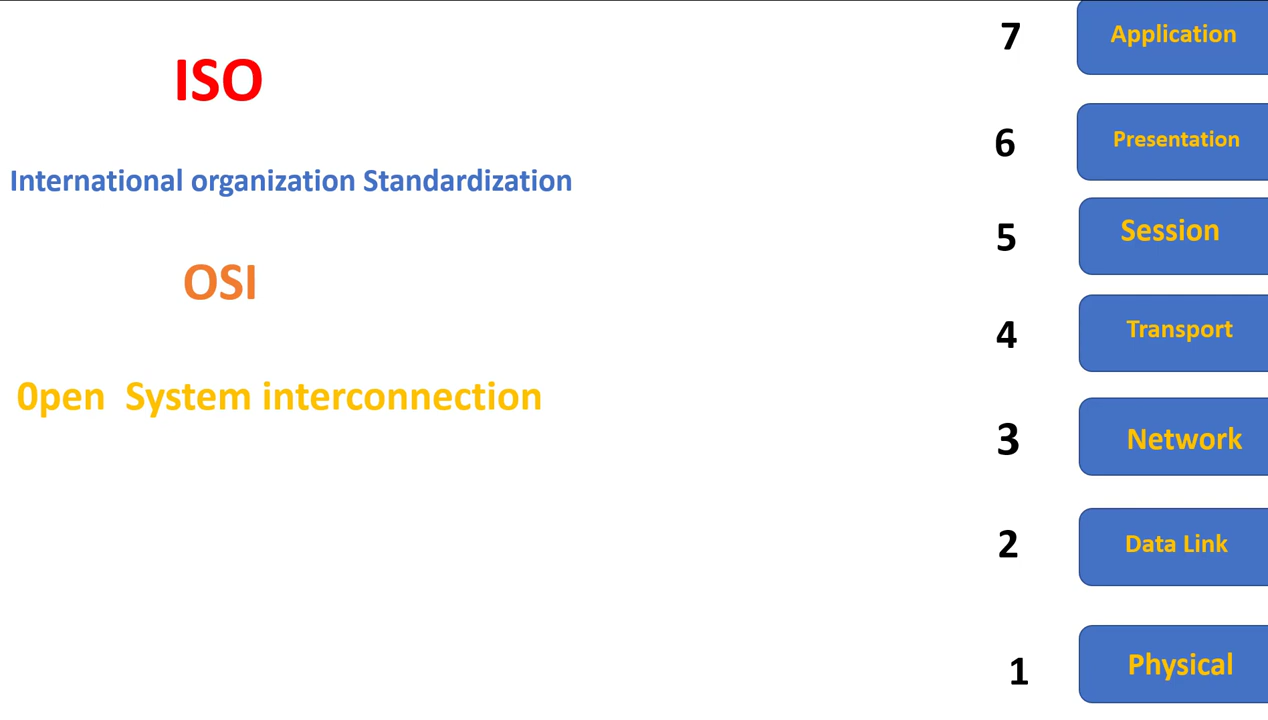 ISO
International organization Standardization
OSI
0pen  System interconnection
7 Application
6 Presentation
5 Session
4 Transport
3 Network
2 Data Link
1 Physical